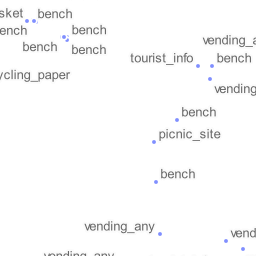 sket
bench
ench
bench
bench
bench
vending_a
tourist_info
bench
ycling_paper
vending
bench
picnic_site
bench
vending_any
vend
vending_any